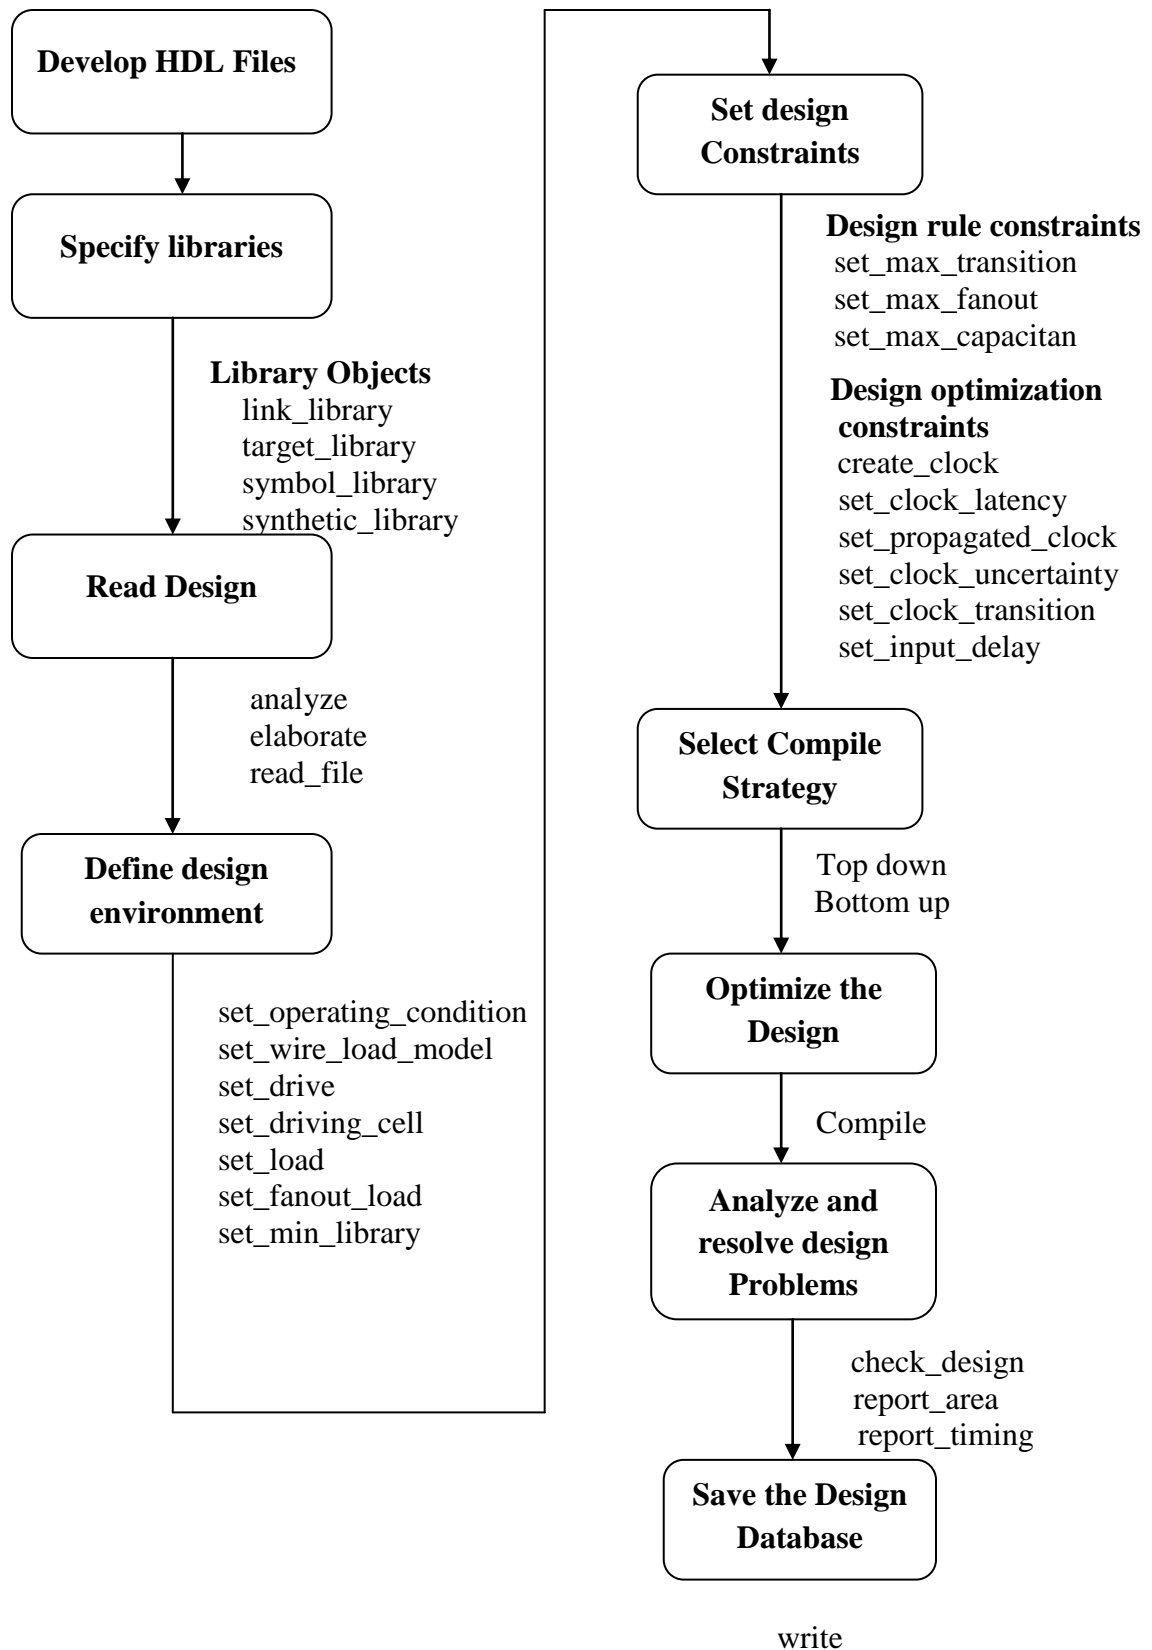 Develop HDL Files
Specify libraries
Library Objects
link_library
target_library
symbol_library
synthetic_library
Read Design
analyze
elaborate
read_file
Define design
environment
set_operating_condition
set_wire_load_model
set_drive
set_driving_cell
set_load
set_fanout_load
set_min_library
Set design
Constraints
Design rule constraints
set_max_transition
set_max_fanout
set_max_capacitan
Design optimization
constraints
create_clock
set_clock_latency
set_propagated_clock
set_clock_uncertainty
set_clock_transition
set_input_delay
Select Compile
Strategy
Top down
Bottom up
Optimize the
Design
Compile
Analyze and
resolve design
Problems
check_design
report_area
report_timing
Save the Design
Database
write